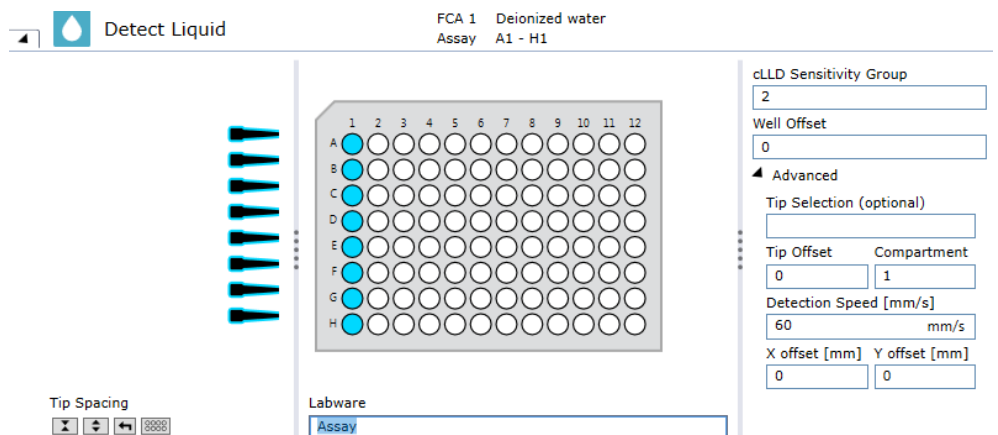 Detect Liquid
FCA 1 Deionized water
Assay A1 - H1
1 2 3 4 5 6 7 8 9 10 11 12
A
B
C
D
E
F
G
H
Tip Spacing
Labware
Assay
cLLD Sensitivity Group
2
Well Offset
0
Advanced
Tip Selection (optional)
Tip Offset Compartment
0 1
Detection Speed [mm/s]
60 mm/s
X offset [mm] Y offset [mm]
0 0